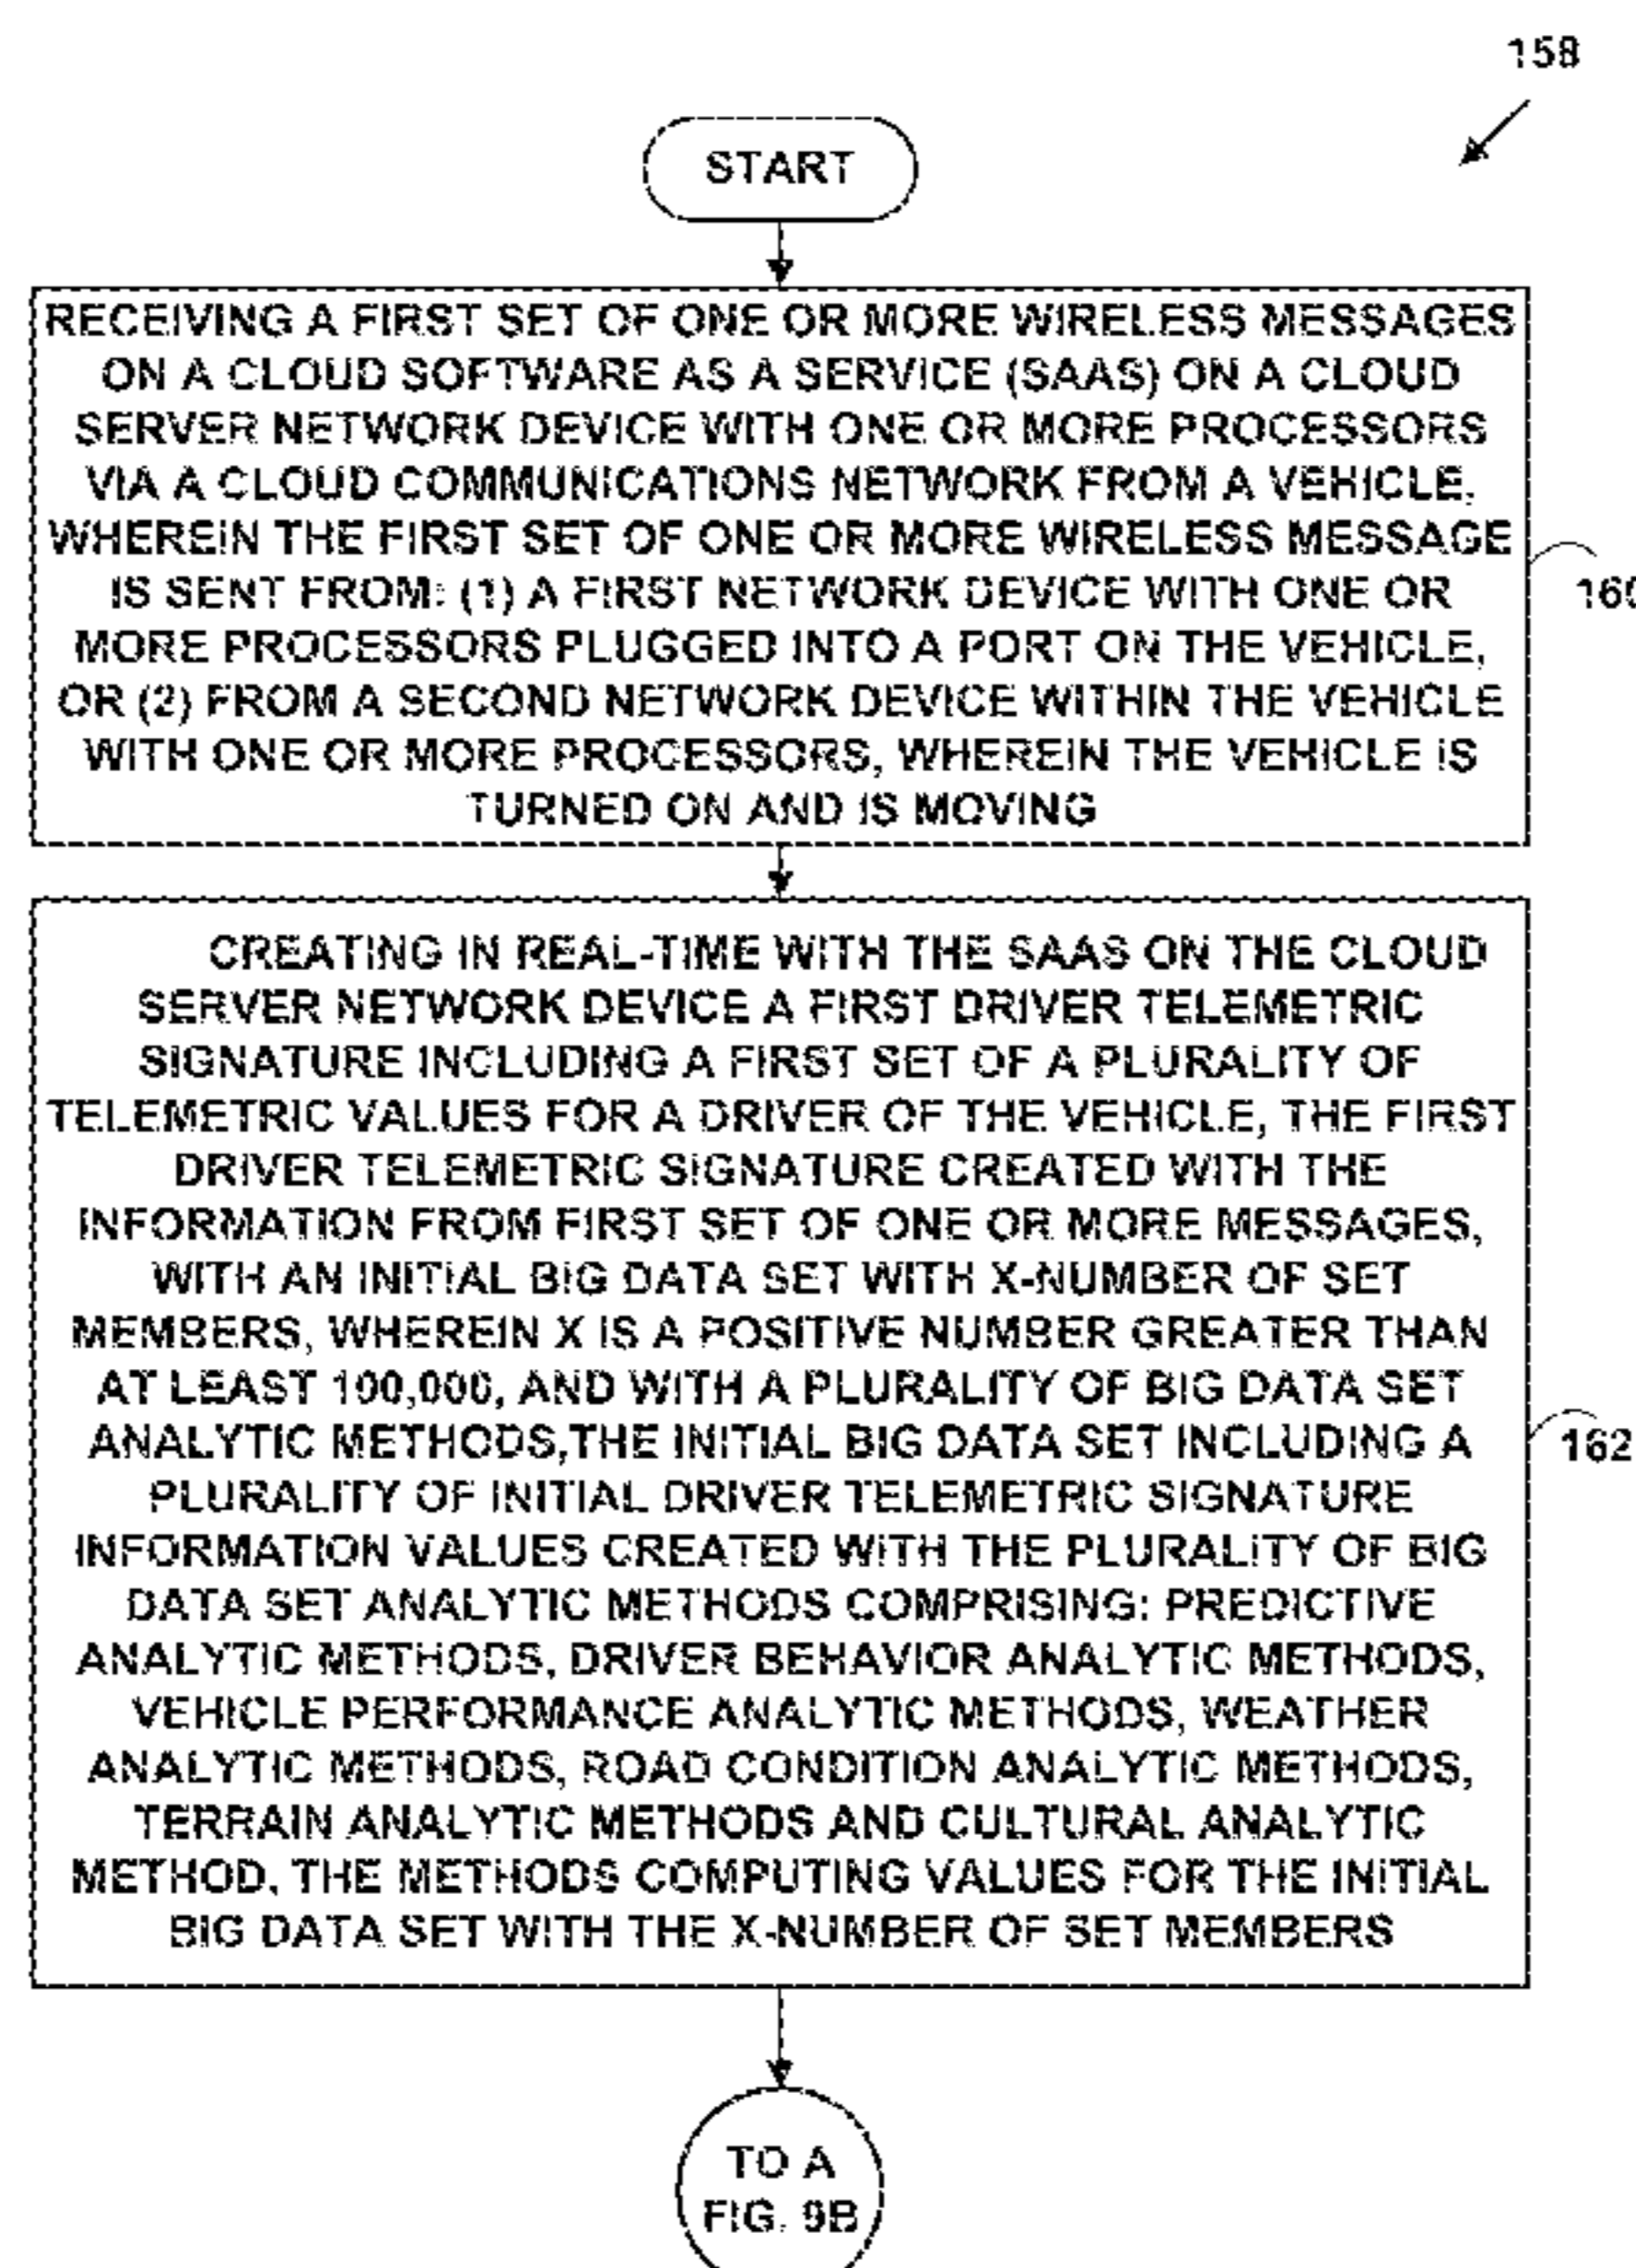 158
START
RECEIVING A FIRST SET OF ONE OR MORE WIRELESS MESSAGES
ON A CLOUD SOFTWARE AS A SERVICE (SAAS) ON A CLOUD
SERVER NETWORK DEVICE WITH ONE OR MORE PROCESSORS
VIA A CLOUD COMMUNICATIONS NETWORK FROM A VEHICLE,
WHEREIN THE FIRST SET OF ONE OR MORE WIRELESS MESSAGE
IS SENT FROM: (1) A FIRST NETWORK DEVICE WITH ONE OR
MORE PROCESSORS PLUGGED INTO A PORT ON THE VEHICLE,
OR (2) FROM A SECOND NETWORK DEVICE WITHIN THE VEHICLE
WITH ONE OR MORE PROCESSORS, WHEREIN THE VEHICLE IS
TURNED ON AND IS MOVING
160
CREATING IN REAL-TIME WITH THE SAAS ON THE CLOUD
SERVER NETWORK DEVICE A FIRST DRIVER TELEMETRIC
SIGNATURE INCLUDING A FIRST SET OF A PLURALITY OF
TELEMETRIC VALUES FOR A DRIVER OF THE VEHICLE, THE FIRST
DRIVER TELEMETRIC SIGNATURE CREATED WITH THE
INFORMATION FROM FIRST SET OF ONE OR MORE MESSAGES,
WITH AN INITIAL BIG DATA SET WITH X-NUMBER OF SET
MEMBERS, WHEREIN X IS A POSITIVE NUMBER GREATER THAN
AT LEAST 100,000, AND WITH A PLURALITY OF BIG DATA SET
ANALYTIC METHODS,THE INITIAL BIG DATA SET INCLUDING A
PLURALITY OF INITIAL DRIVER TELEMETRIC SIGNATURE
INFORMATION VALUES CREATED WITH THE PLURALITY OF BIG
DATA SET ANALYTIC METHODS COMPRISING: PREDICTIVE
ANALYTIC METHODS, DRIVER BEHAVIOR ANALYTIC METHODS,
VEHICLE PERFORMANCE ANALYTIC METHODS, WEATHER
ANALYTIC METHODS, ROAD CONDITION ANALYTIC METHODS,
TERRAIN ANALYTIC METHODS AND CULTURAL ANALYTIC
METHOD, THE METHODS COMPUTING VALUES FOR THE INITIAL
BIG DATA SET WITH THE X-NUMBER OF SET MEMBERS
162
TO A
FIG. 9B